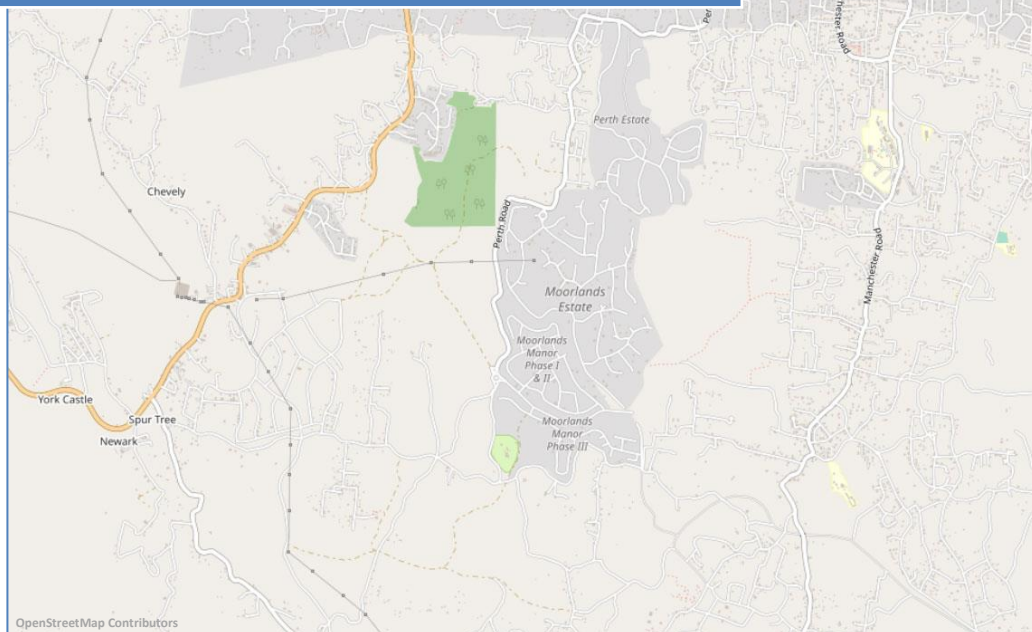 Perth Estate
Chevely
Perth Road
Manchester Road
Moorlands
Estate
Moorlands
Manor
Phase I
& II
York Castle
Spur Tree
Moorlands
Manor
Phase III
Newark
OpenStreetMap Contributors